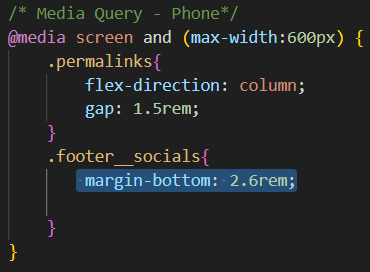 /* Media Query - Phone*/
@media screen and (max-width:600px) {
    .permalinks{
        flex-direction: column;
        gap: 1.5rem;
    }
    .footer__socials{
        margin-bottom: 2.6rem;
    }
}